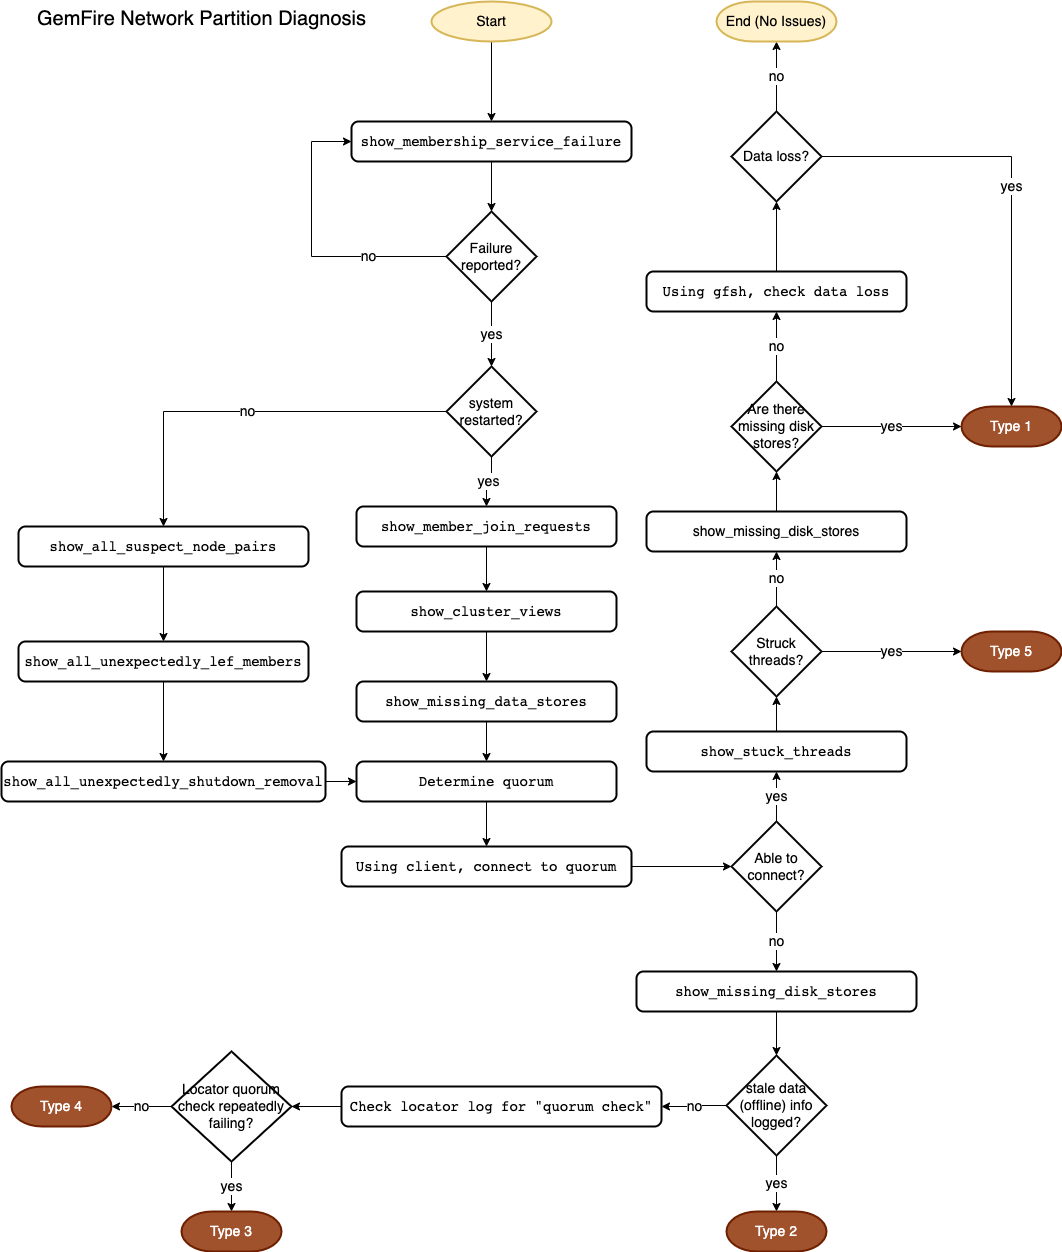 GemFire Network Partition Diagnosis
Start
End (No Issues)
no
show_membership_service_failure
Data loss?
yes
Failure
reported?
no
Using gfsh, check data loss
yes
no
system
restarted?
no
Are there
missing disk
stores?
yes
Type 1
yes
show_member_join_requests
show_missing_disk_stores
show_all_suspect_node_pairs
no
show_cluster_views
Struck
threads?
yes
Type 5
show_all_unexpectedly_lef_members
show_missing_data_stores
show_stuck_threads
show_all_unexpectedly_shutdown_removal
Determine quorum
yes
Using client, connect to quorum
Able to
connect?
no
show_missing_disk_stores
Locator quorum
check repeatedly
failing?
no
Type 4
Check locator log for "quorum check"
no
stale data
(offline) info
logged?
yes
yes
Type 3
Type 2